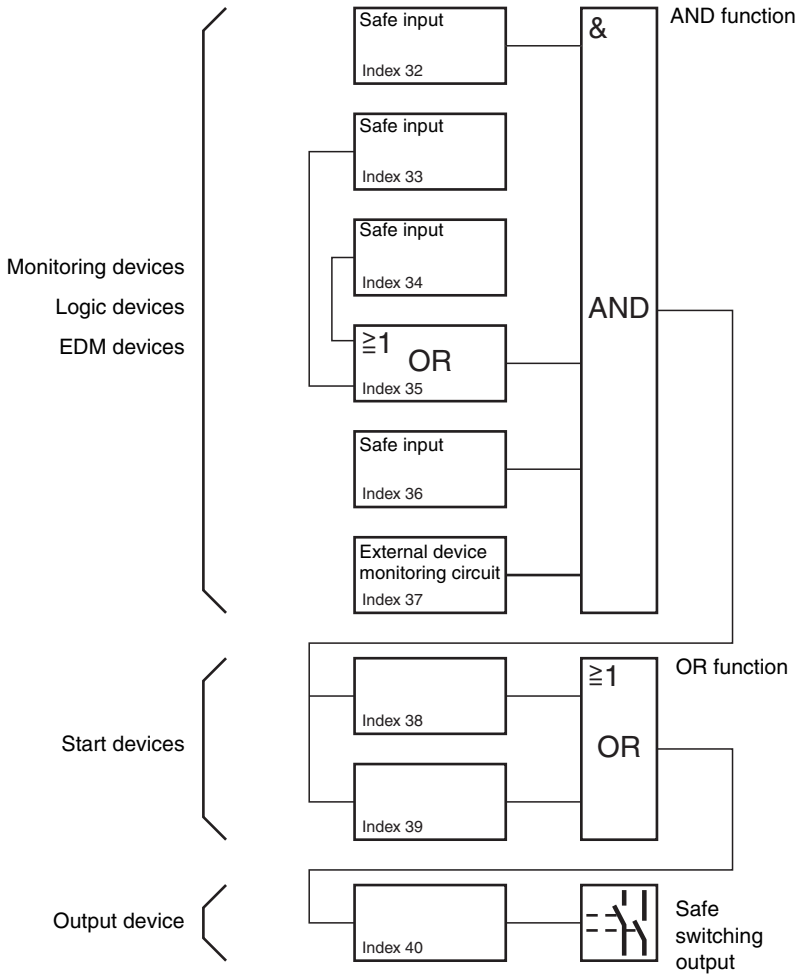 Safe input
Index 32
&
AND function
Safe input
Index 33
Safe input
Index 34
Monitoring devices
Logic devices
EDM devices
AND
≧1
OR
Index 35
Safe input
Index 36
External device
monitoring circuit
Index 37
Start devices
Index 38
Index 39
≧1
OR
OR function
Output device
Index 40
Safe
switching
output